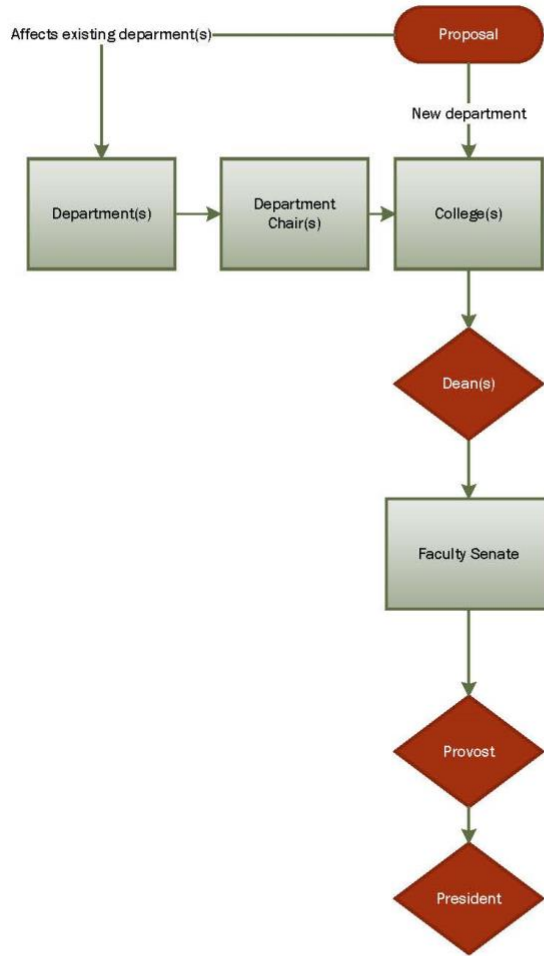 Affects existing deparment(s)
Proposal
New department
Department(s)
Department
Chair(s)
College(s)
Dean(s)
Faculty Senate
Provost
President